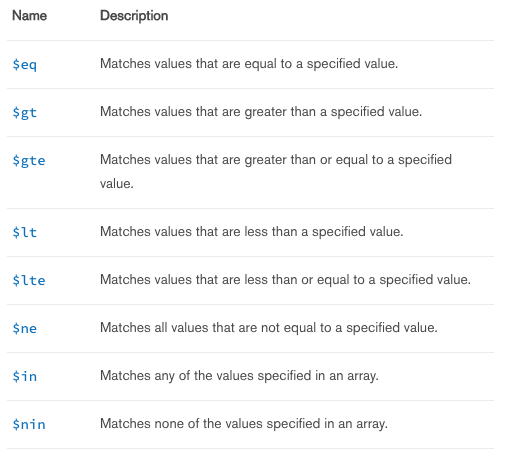 Name Description
$eq Matches values that are equal to a specified value.
$gt Matches values that are greater than a specified value.
$gte Matches values that are greater than or equal to a specified
value.
$lt Matches values that are less than a specified value.
$lte Matches values that are less than or equal to a specified value.
$ne Matches all values that are not equal to a specified value.
$in Matches any of the values specified in an array.
$nin Matches none of the values specified in an array.